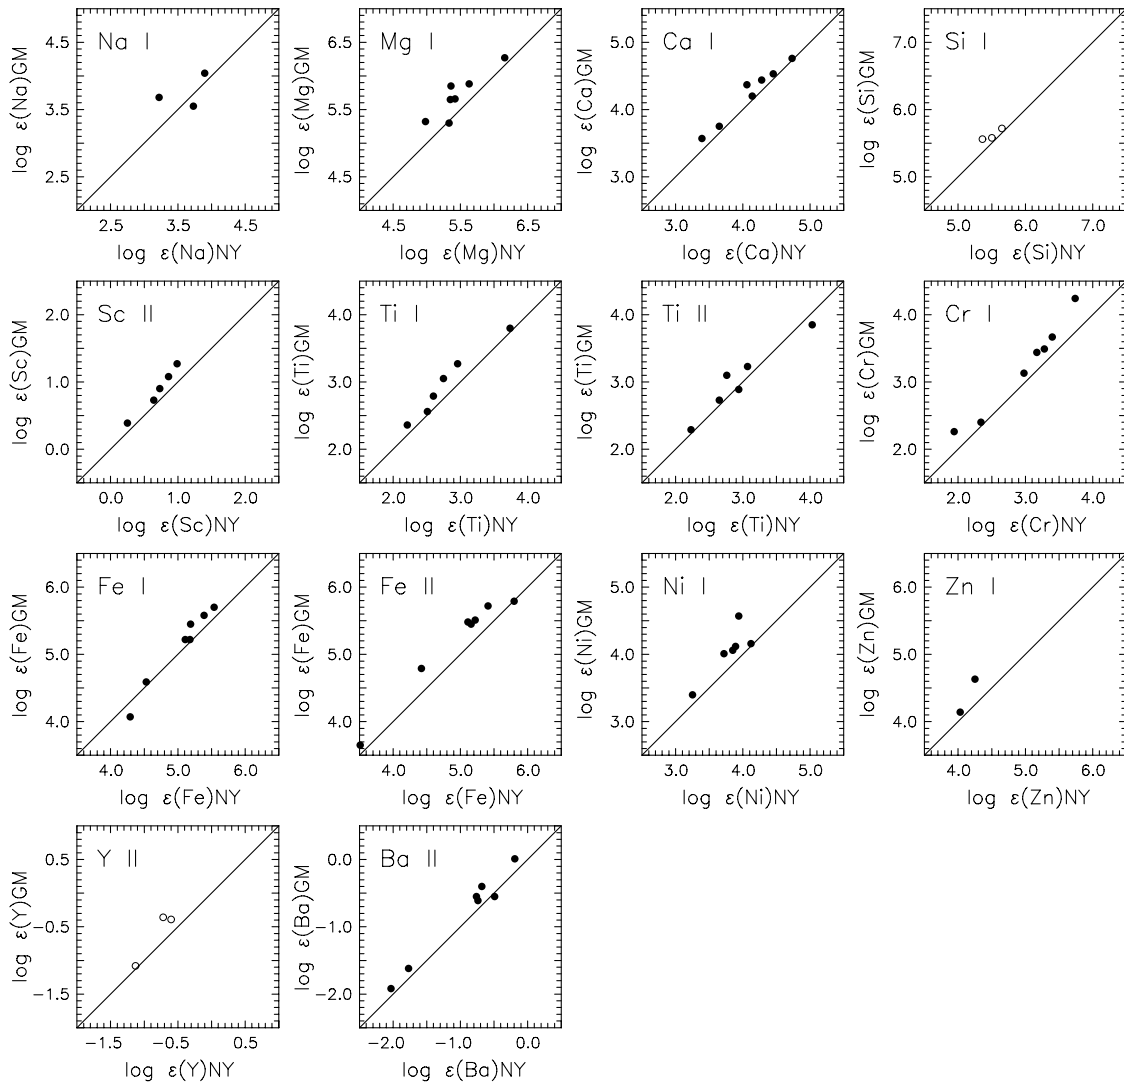 Na I
4.5
3.5
2.5
log ε(Na)GM
2.5 3.5 4.5
log ε(Na)NY
Mg I
6.5
5.5
4.5
log ε(Mg)GM
4.5 5.5 6.5
log ε(Mg)NY
Ca I
5.0
4.0
3.0
log ε(Ca)GM
3.0 4.0 5.0
log ε(Ca)NY
Si I
7.0
6.0
5.0
log ε(Si)GM
5.0 6.0 7.0
log ε(Si)NY
Sc II
2.0
1.0
0.0
log ε(Sc)GM
0.0 1.0 2.0
log ε(Sc)NY
Ti I
4.0
3.0
2.0
log ε(Ti)GM
2.0 3.0 4.0
log ε(Ti)NY
Ti II
4.0
3.0
2.0
log ε(Ti)GM
2.0 3.0 4.0
log ε(Ti)NY
Cr I
4.0
3.0
2.0
log ε(Cr)GM
2.0 3.0 4.0
log ε(Cr)NY
Fe I
6.0
5.0
4.0
log ε(Fe)GM
4.0 5.0 6.0
log ε(Fe)NY
Fe II
6.0
5.0
4.0
log ε(Fe)GM
4.0 5.0 6.0
log ε(Fe)NY
Ni I
5.0
4.0
3.0
log ε(Ni)GM
3.0 4.0 5.0
log ε(Ni)NY
Zn I
6.0
5.0
4.0
log ε(Zn)GM
4.0 5.0 6.0
log ε(Zn)NY
Y II
0.5
−0.5
−1.5
log ε(Y)GM
−1.5 −0.5 0.5
log ε(Y)NY
Ba II
0.0
−1.0
−2.0
log ε(Ba)GM
−2.0 −1.0 0.0
log ε(Ba)NY